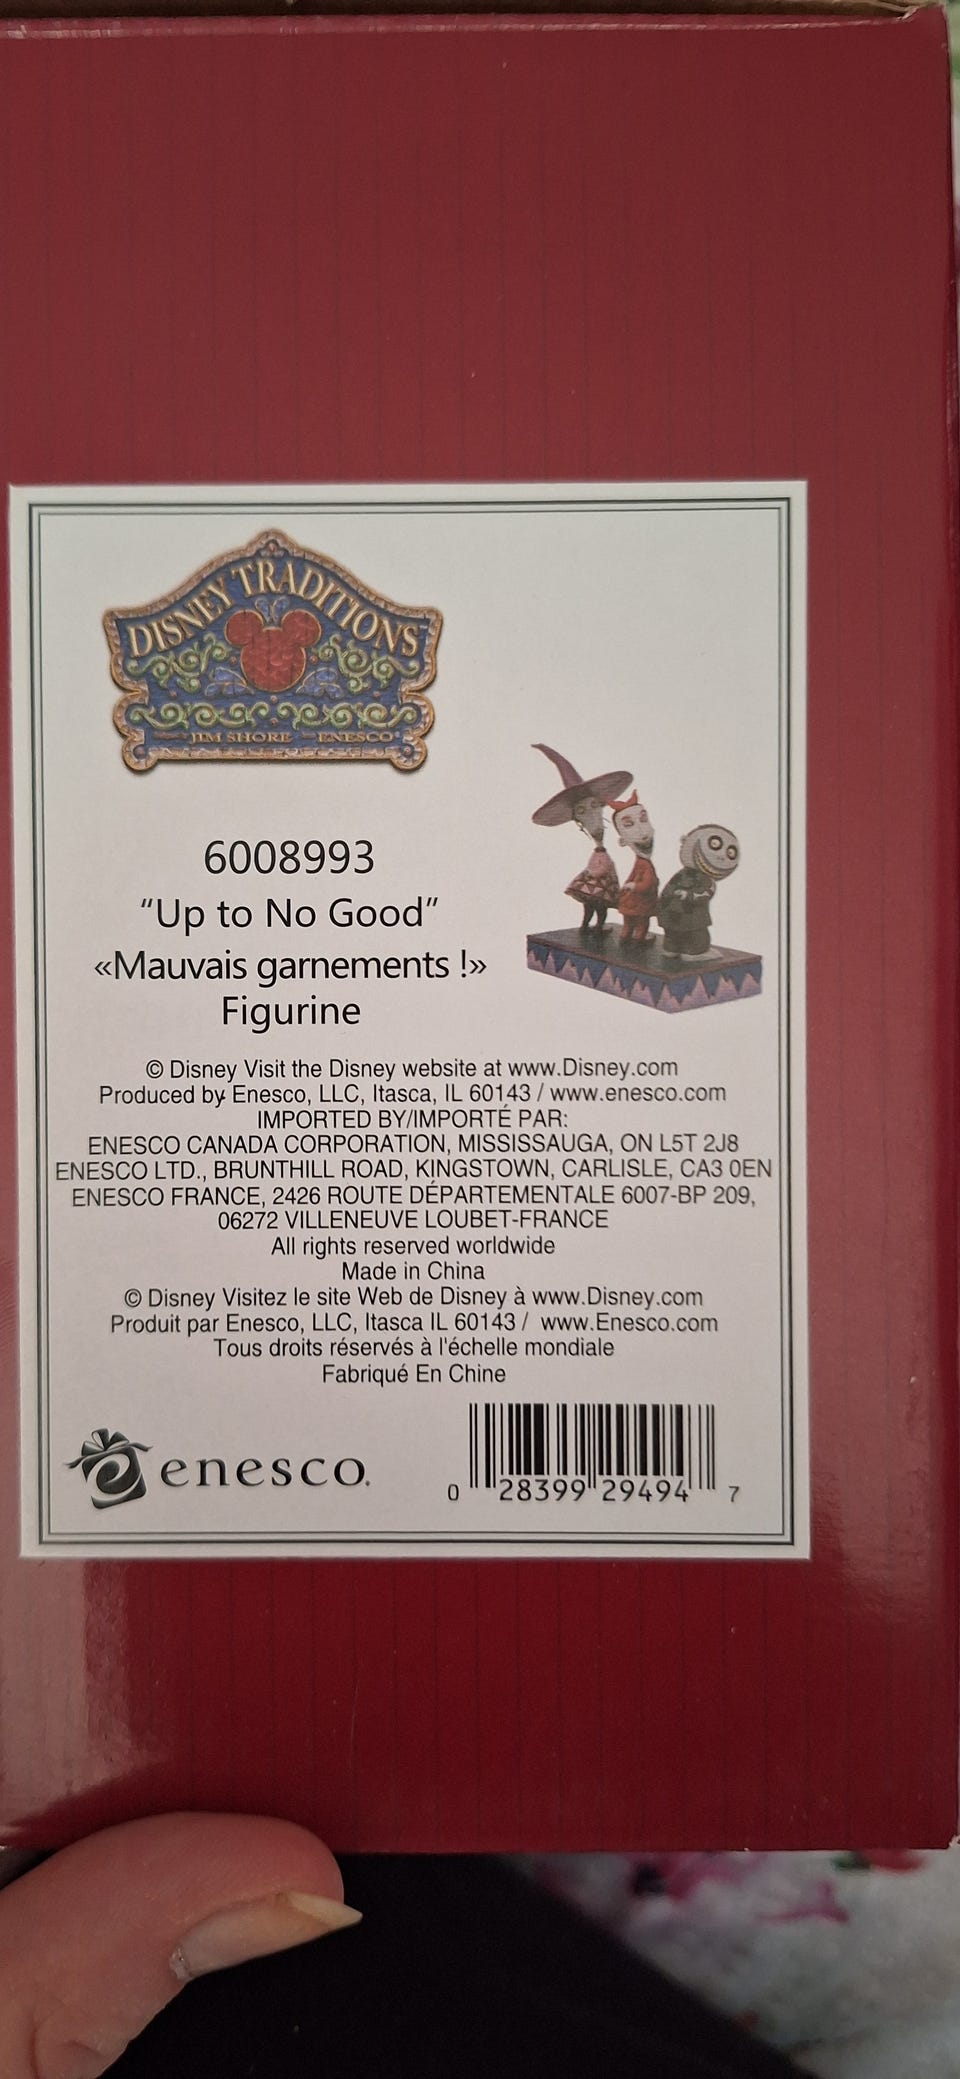 DISNEY TRADITIONS
JIM SHORE ENESCO
6008993
“Up to No Good”
«Mauvais garnements !»
Figurine
© Disney Visit the Disney website at www.Disney.com
Produced by Enesco, LLC, Itasca, IL 60143 / www.enesco.com
IMPORTED BY/IMPORTÉ PAR:
ENESCO CANADA CORPORATION, MISSISSAUGA, ON L5T 2J8
ENESCO LTD., BRUNTHILL ROAD, KINGSTOWN, CARLISLE, CA3 0EN
ENESCO FRANCE, 2426 ROUTE DÉPARTEMENTALE 6007-BP 209,
06272 VILLENEUVE LOUBET-FRANCE
All rights reserved worldwide
Made in China
© Disney Visitez le site Web de Disney à www.Disney.com
Produit par Enesco, LLC, Itasca IL 60143 / www.Enesco.com
Tous droits réservés à l'échelle mondiale
Fabriqué En Chine
enesco.
0 28399 29494 7